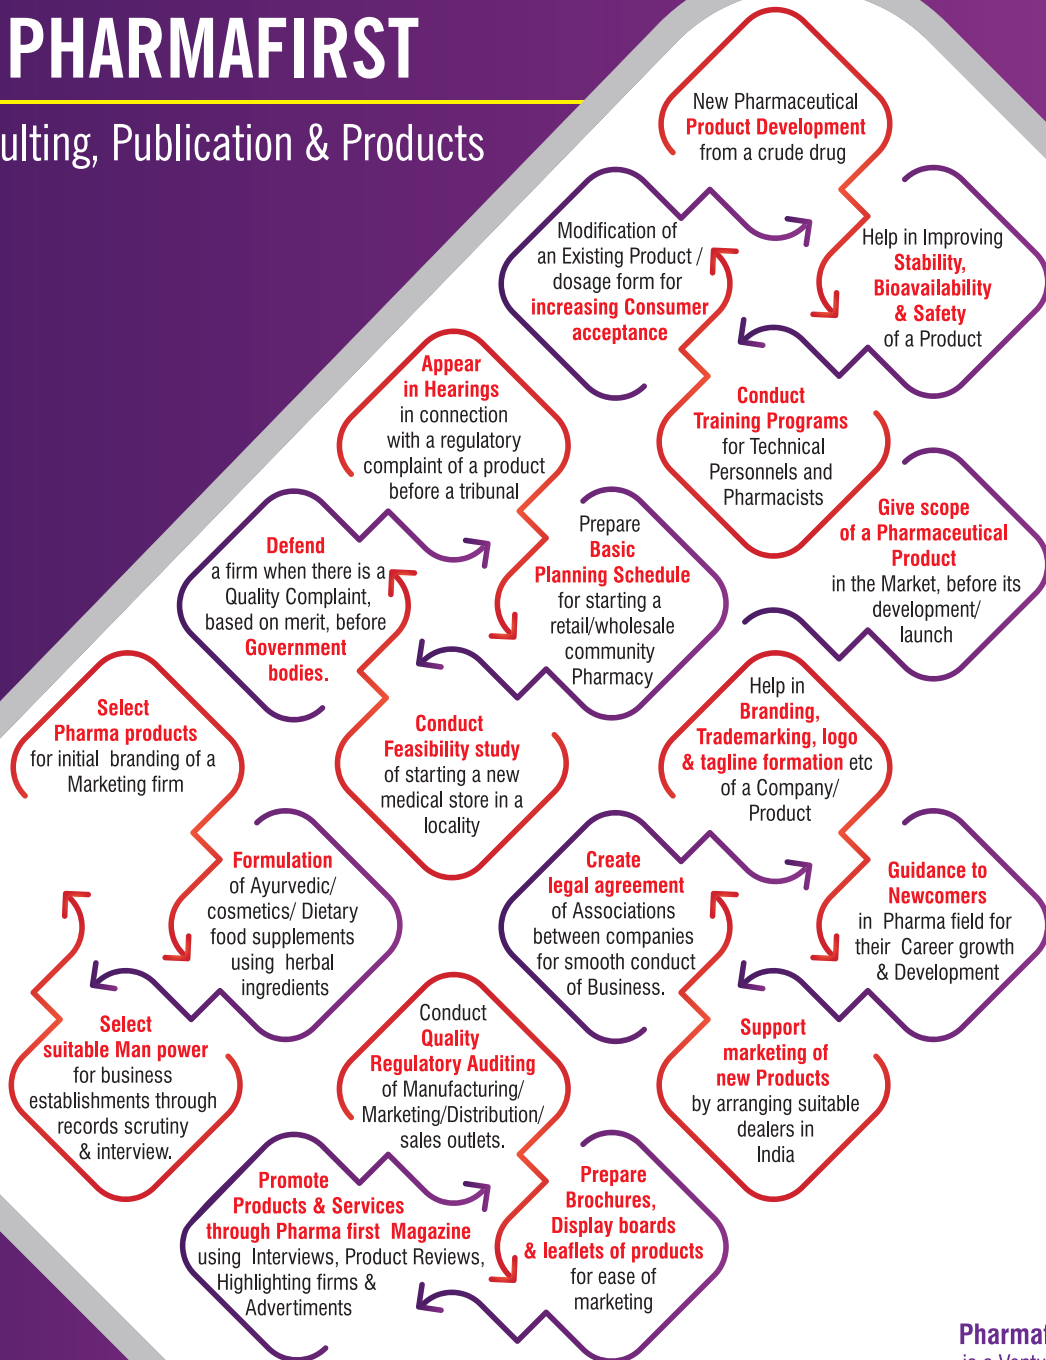 PHARMAFIRST
ulting, Publication & Products
New Pharmaceutical
Product Development
from a crude drug
Modification of
an Existing Product /
dosage form for
increasing Consumer
acceptance
Help in Improving
Stability,
Bioavailability
& Safety
of a Product
Appear
in Hearings
in connection
with a regulatory
complaint of a product
before a tribunal
Conduct
Training Programs
for Technical
Personnels and
Pharmacists
Defend
a firm when there is a
Quality Complaint,
based on merit, before
Government
bodies.
Prepare
Basic
Planning Schedule
for starting a
retail/wholesale
community
Pharmacy
Give scope
of a Pharmaceutical
Product
in the Market, before its
development/
launch
Select
Pharma products
for initial branding of a
Marketing firm
Conduct
Feasibility study
of starting a new
medical store in a
locality
Help in
Branding,
Trademarking, logo
& tagline formation etc
of a Company/
Product
Formulation
of Ayurvedic/
cosmetics/ Dietary
food supplements
using herbal
ingredients
Create
legal agreement
of Associations
between companies
for smooth conduct
of Business.
Guidance to
Newcomers
in Pharma field for
their Career growth
& Development
Select
suitable Man power
for business
establishments through
records scrutiny
& interview.
Conduct
Quality
Regulatory Auditing
of Manufacturing/
Marketing/Distribution/
sales outlets.
Support
marketing of
new Products
by arranging suitable
dealers in
India
Promote
Products & Services
through Pharma first Magazine
using Interviews, Product Reviews,
Highlighting firms &
Advertiments
Prepare
Brochures,
Display boards
& leaflets of products
for ease of
marketing
Pharmaf
is a Ventu